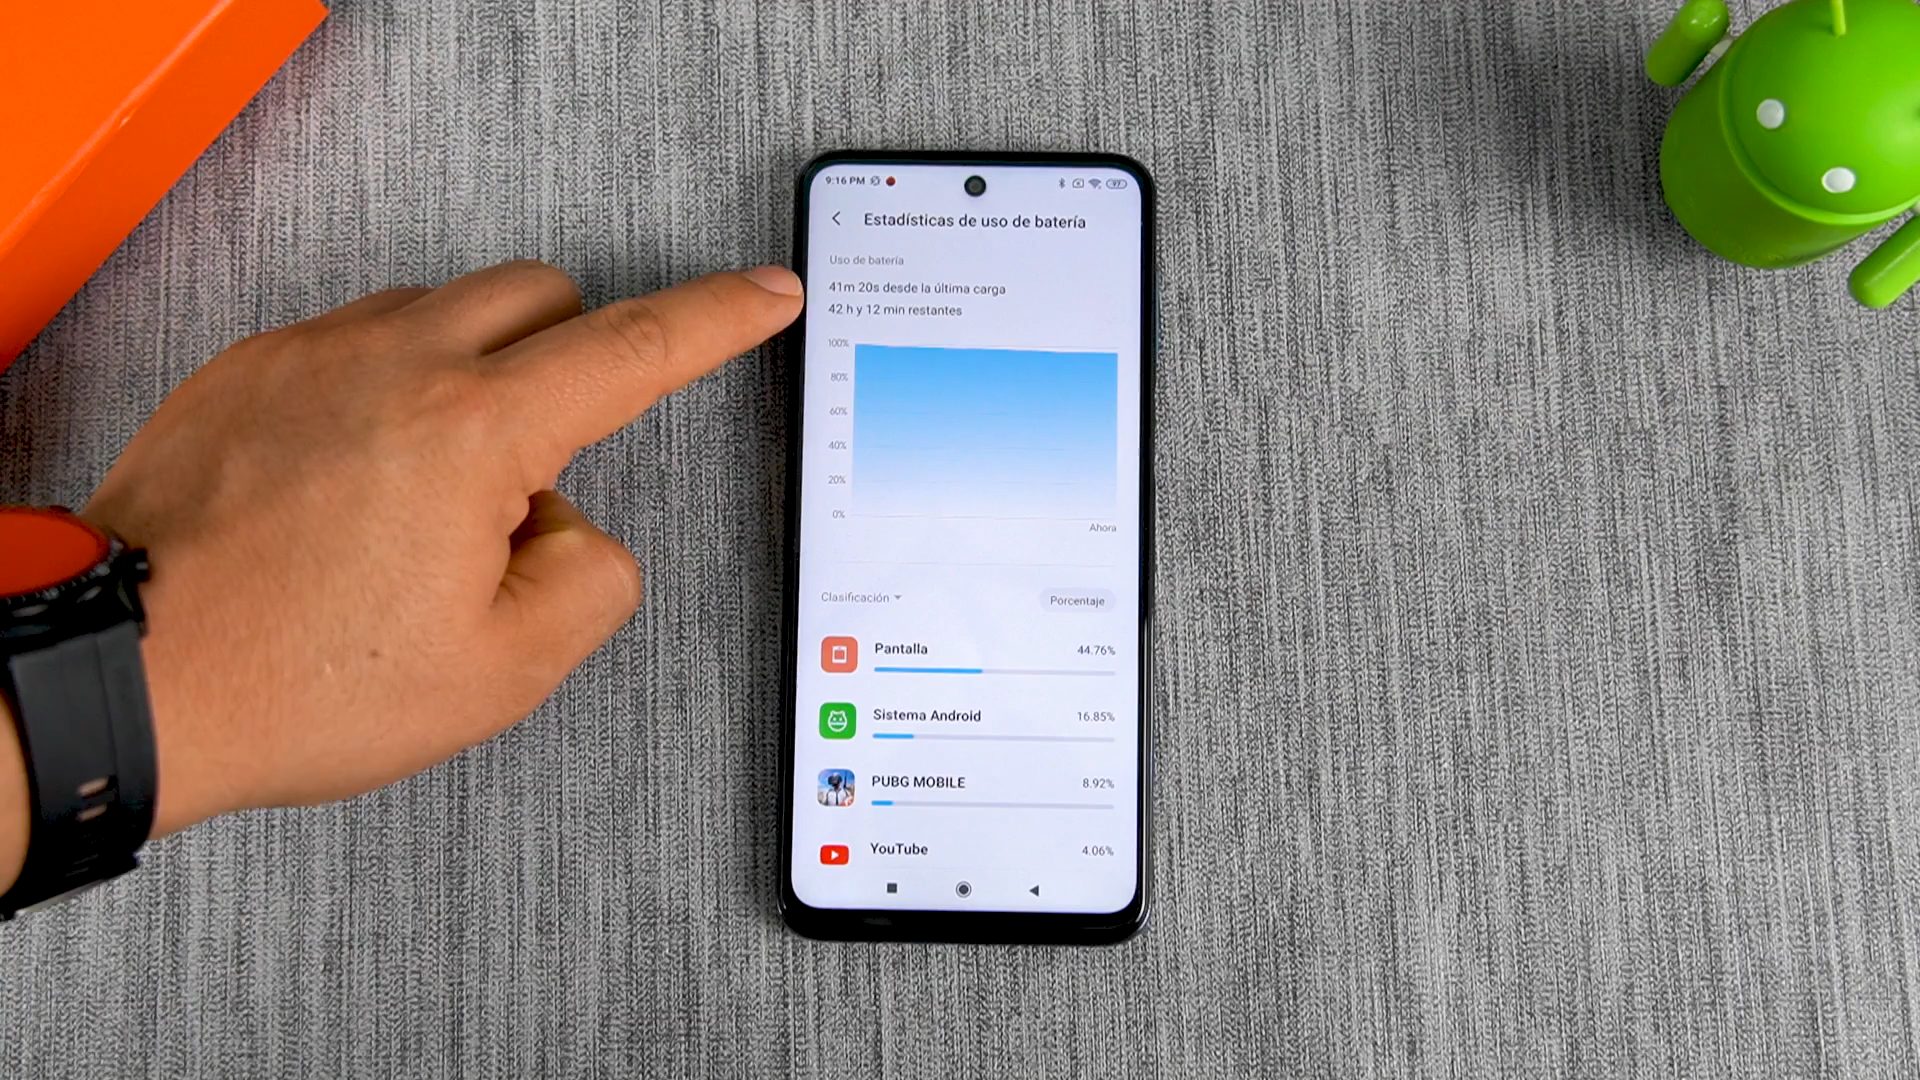 9:16 PM
97
Estadísticas de uso de batería
Uso de batería
41m 20s desde la última carga
42 h y 12 min restantes
100%
80%
60%
40%
20%
0%
Ahora
Clasificación
Porcentaje
Pantalla 44.76%
Sistema Android 16.85%
PUBG MOBILE 8.92%
YouTube 4.06%